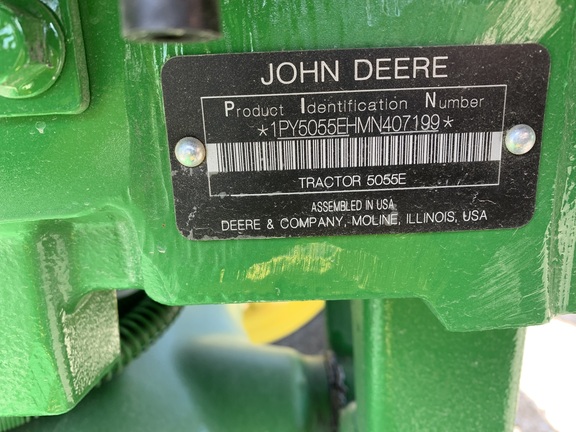 JOHN DEERE
Product Identification Number
*1PY5055EHMN407199*
TRACTOR 5055E
ASSEMBLED IN USA
DEERE & COMPANY, MOLINE, ILLINOIS, USA